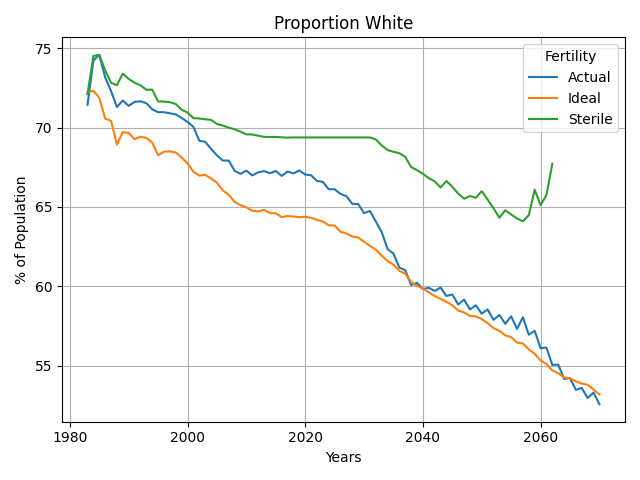 Proportion White
75
70
65
60
55
% of Population
1980
2000
2020
2040
2060
Years
Fertility
Actual
Ideal
Sterile